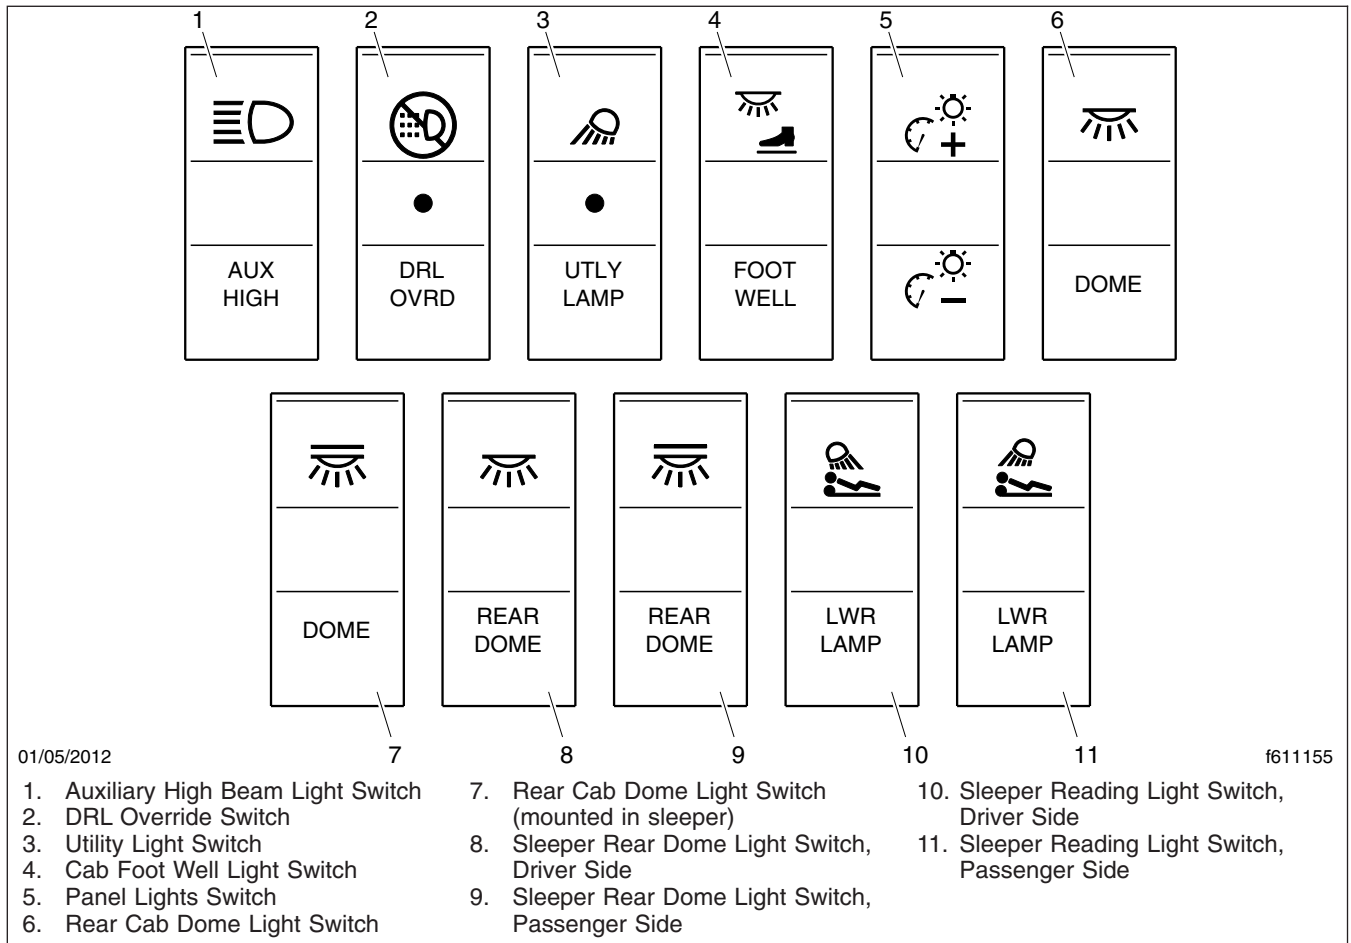 1 2 3 4 5 6
AUX
HIGH
DRL
OVRD
UTLY
LAMP
FOOT
WELL
DOME
DOME
REAR
DOME
REAR
DOME
LWR
LAMP
LWR
LAMP
7 8 9 10 11
01/05/2012
f611155
1. Auxiliary High Beam Light Switch
2. DRL Override Switch
3. Utility Light Switch
4. Cab Foot Well Light Switch
5. Panel Lights Switch
6. Rear Cab Dome Light Switch
7. Rear Cab Dome Light Switch
(mounted in sleeper)
8. Sleeper Rear Dome Light Switch,
Driver Side
9. Sleeper Rear Dome Light Switch,
Passenger Side
10. Sleeper Reading Light Switch,
Driver Side
11. Sleeper Reading Light Switch,
Passenger Side